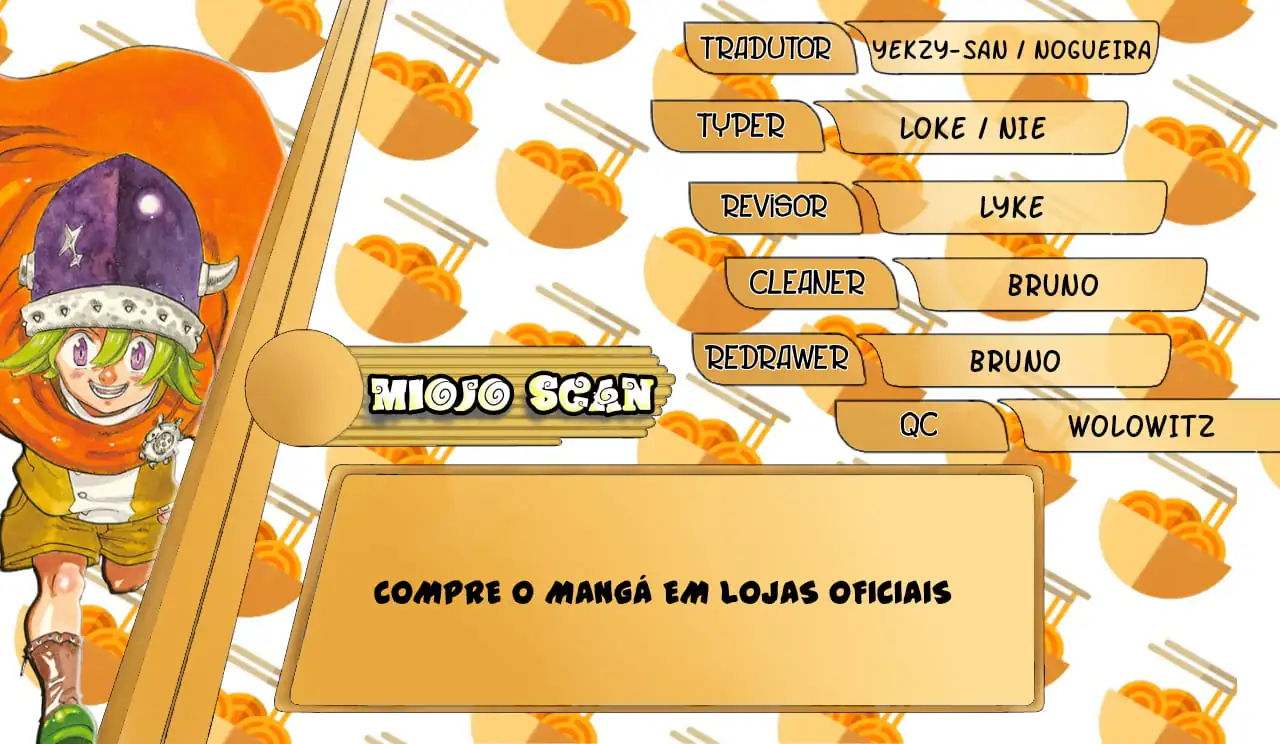 TRADUTOR YEKZY-SAN / NOGUEIRA
TYPER LOKE / NIE
REVISOR LYKE
CLEANER BRUNO
REDRAWER BRUNO
QC WOLOWITZ
MIOJO SCAN
COMPRE O MANGÁ EM LOJAS OFICIAIS